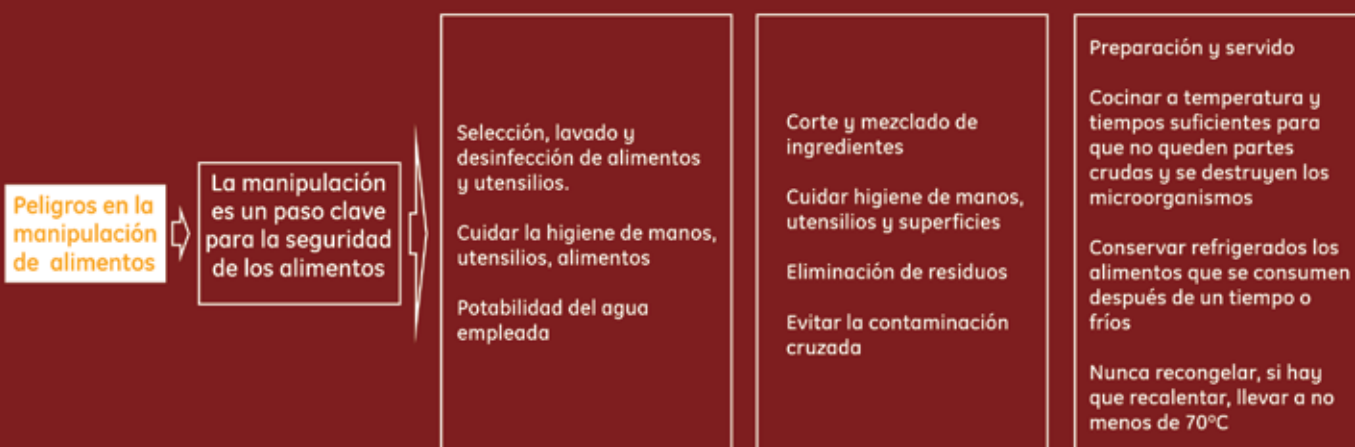 Peligros en la
manipulación
de alimentos
La manipulación
es un paso clave
para la seguridad
de los alimentos
Selección, lavado y
desinfección de alimentos
y utensilios.
Cuidar la higiene de manos,
utensilios, alimentos
Potabilidad del agua
empleada
Corte y mezclado de
ingredientes
Cuidar higiene de manos,
utensilios y superficies
Eliminación de residuos
Evitar la contaminación
cruzada
Preparación y servido
Cocinar a temperatura y
tiempos suficientes para
que no queden partes
crudas y se destruyen los
microorganismos
Conservar refrigerados los
alimentos que se consumen
después de un tiempo o
fríos
Nunca recongelar, si hay
que recalentar, llevar a no
menos de 70°C